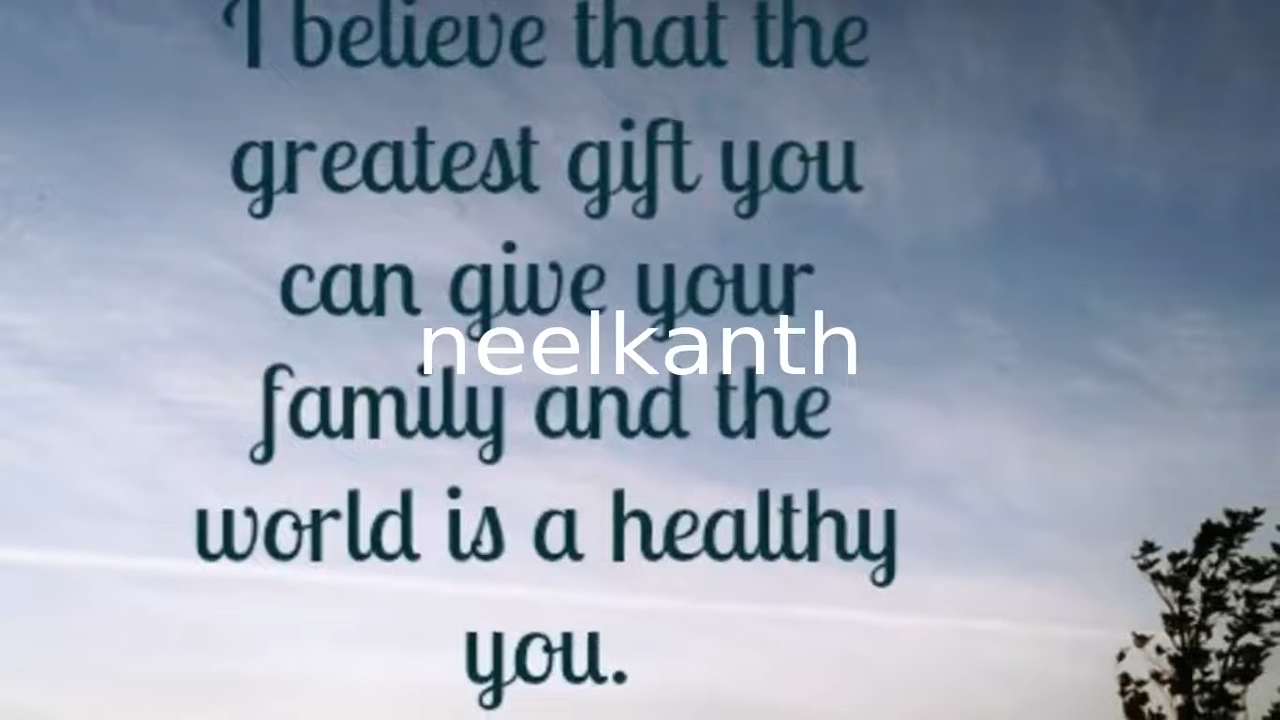 I believe that the
greatest gift you
can give your
neelkanth
family and the
world is a healthy
you.